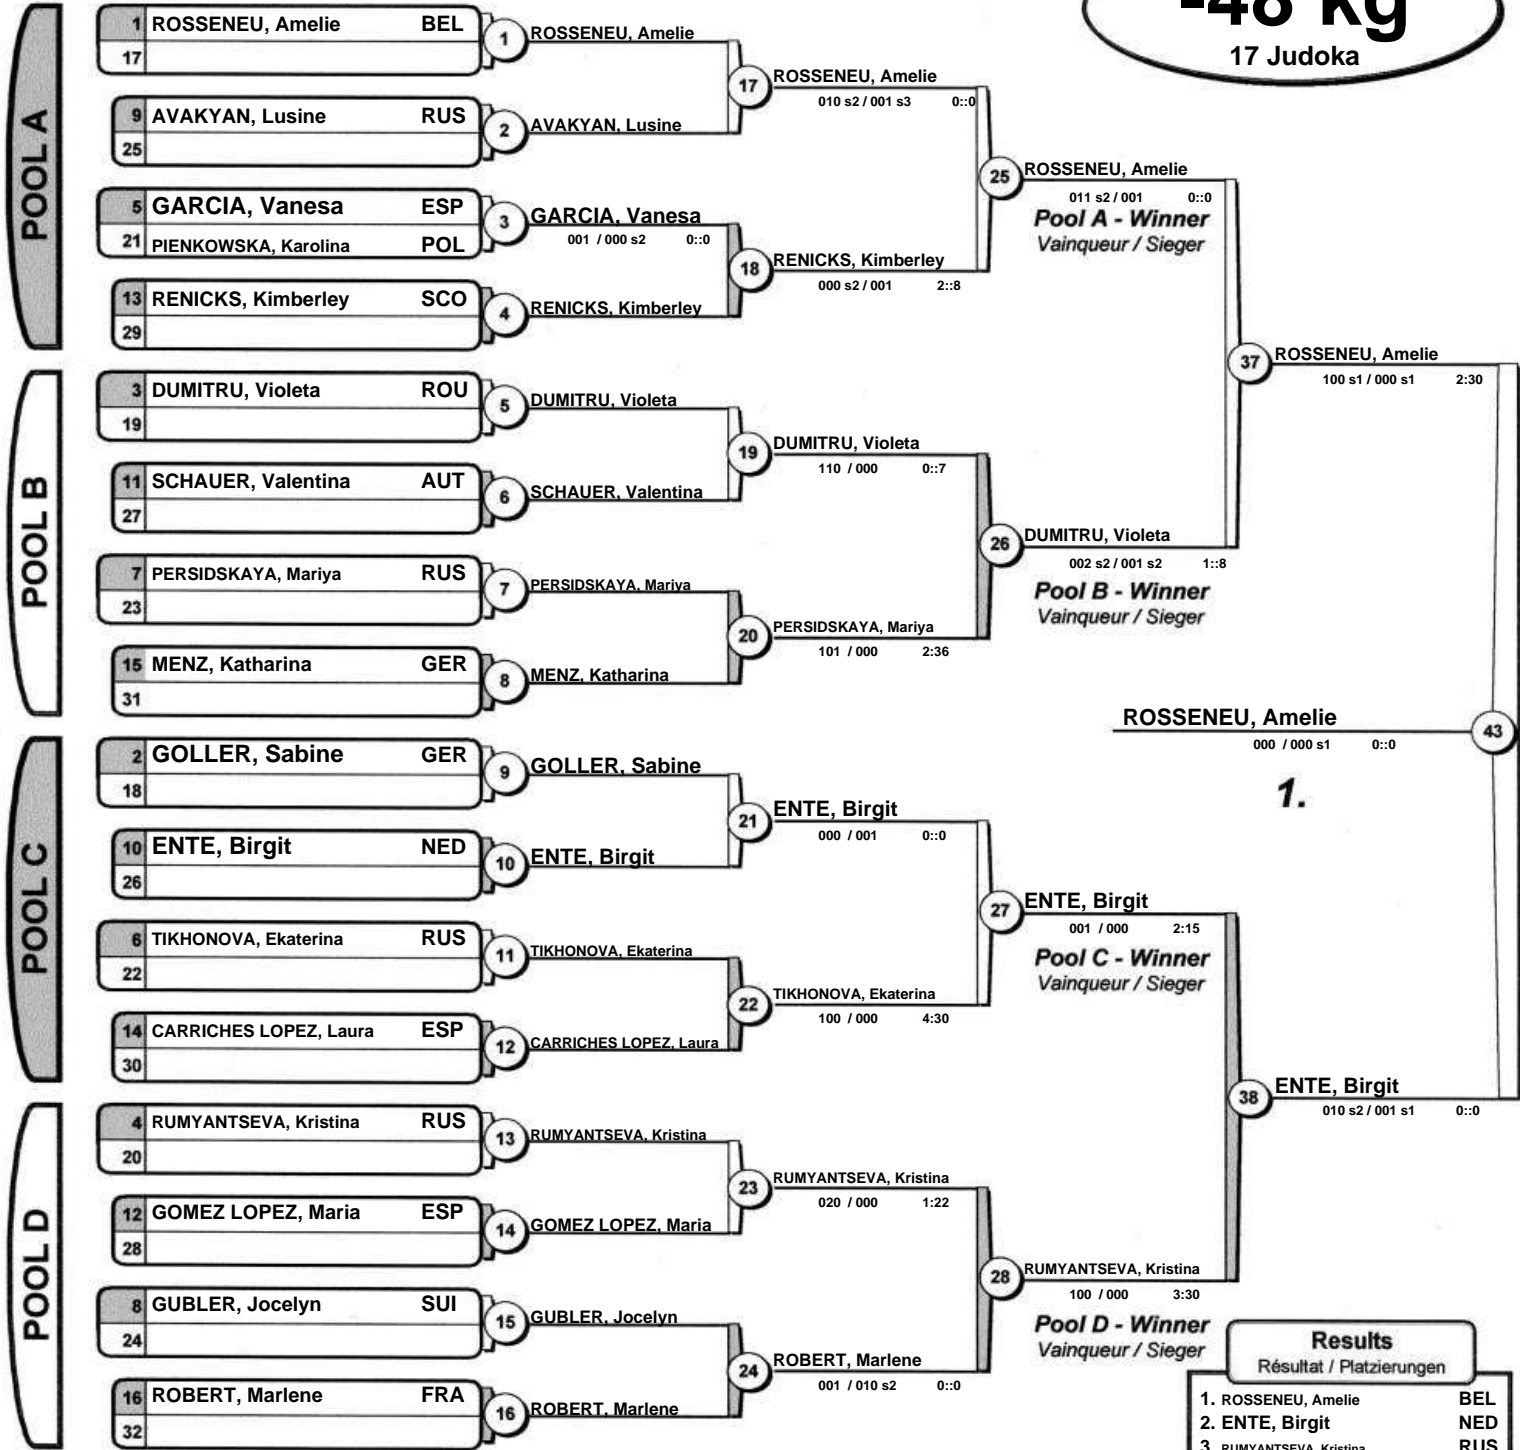 -48 kg
17 Judoka
POOL A
1 ROSSENEU, Amelie BEL
17
1 ROSSENEU, Amelie
9 AVAKYAN, Lusine RUS
25
2 AVAKYAN, Lusine
17 ROSSENEU, Amelie
010 s2 / 001 s3 0::0
5 GARCIA, Vanesa ESP
21 PIENKOWSKA, Karolina POL
3 GARCIA, Vanesa
001 / 000 s2 0::0
13 RENICKS, Kimberley SCO
29
4 RENICKS, Kimberley
18 RENICKS, Kimberley
000 s2 / 001 2::8
25 ROSSENEU, Amelie
011 s2 / 001 0::0
Pool A - Winner
Vainqueur / Sieger
POOL B
3 DUMITRU, Violeta ROU
19
5 DUMITRU, Violeta
11 SCHAUER, Valentina AUT
27
6 SCHAUER, Valentina
19 DUMITRU, Violeta
110 / 000 0::7
7 PERSIDSKAYA, Mariya RUS
23
7 PERSIDSKAYA, Mariya
15 MENZ, Katharina GER
31
8 MENZ, Katharina
20 PERSIDSKAYA, Mariya
101 / 000 2:36
26 DUMITRU, Violeta
002 s2 / 001 s2 1::8
Pool B - Winner
Vainqueur / Sieger
37 ROSSENEU, Amelie
100 s1 / 000 s1 2:30
ROSSENEU, Amelie 43
000 / 000 s1 0::0
1.
POOL C
2 GOLLER, Sabine GER
18
9 GOLLER, Sabine
10 ENTE, Birgit NED
26
10 ENTE, Birgit
21 ENTE, Birgit
000 / 001 0::0
6 TIKHONOVA, Ekaterina RUS
22
11 TIKHONOVA, Ekaterina
14 CARRICHES LOPEZ, Laura ESP
30
12 CARRICHES LOPEZ, Laura
22 TIKHONOVA, Ekaterina
100 / 000 4:30
27 ENTE, Birgit
001 / 000 2:15
Pool C - Winner
Vainqueur / Sieger
POOL D
4 RUMYANTSEVA, Kristina RUS
20
13 RUMYANTSEVA, Kristina
12 GOMEZ LOPEZ, Maria ESP
28
14 GOMEZ LOPEZ, Maria
23 RUMYANTSEVA, Kristina
020 / 000 1:22
8 GUBLER, Jocelyn SUI
24
15 GUBLER, Jocelyn
16 ROBERT, Marlene FRA
32
16 ROBERT, Marlene
24 ROBERT, Marlene
001 / 010 s2 0::0
28 RUMYANTSEVA, Kristina
100 / 000 3:30
Pool D - Winner
Vainqueur / Sieger
38 ENTE, Birgit
010 s2 / 001 s1 0::0
Results
Résultat / Platzierungen
1. ROSSENEU, Amelie BEL
2. ENTE, Birgit NED
3. RUMYANTSEVA, Kristina RUS